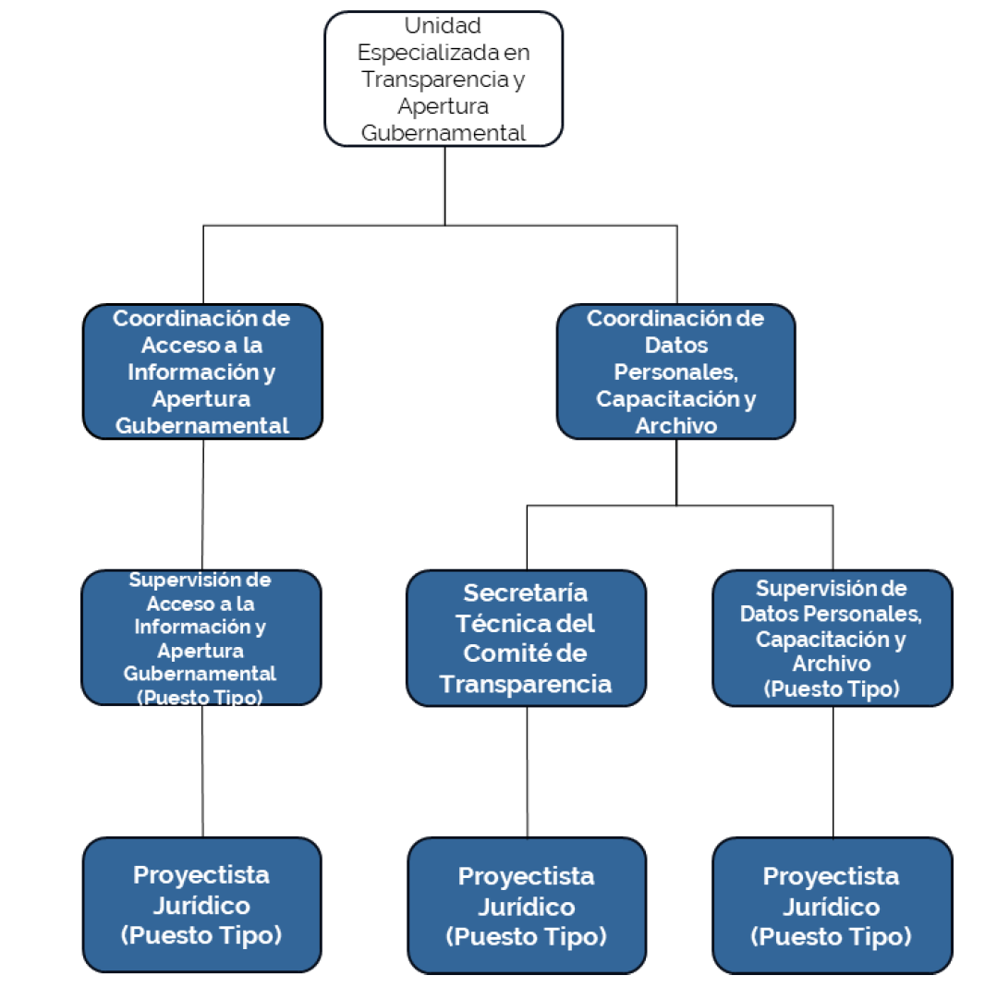 Unidad
Especializada en
Transparencia y
Apertura
Gubernamental
Coordinación de
Acceso a la
Información y
Apertura
Gubernamental
Coordinación de
Datos
Personales,
Capacitación y
Archivo
Supervisión de
Acceso a la
Información y
Apertura
Gubernamental
(Puesto Tipo)
Secretaría
Técnica del
Comité de
Transparencia
Supervisión de
Datos Personales,
Capacitación y
Archivo
(Puesto Tipo)
Proyectista
Jurídico
(Puesto Tipo)
Proyectista
Jurídico
(Puesto Tipo)
Proyectista
Jurídico
(Puesto Tipo)